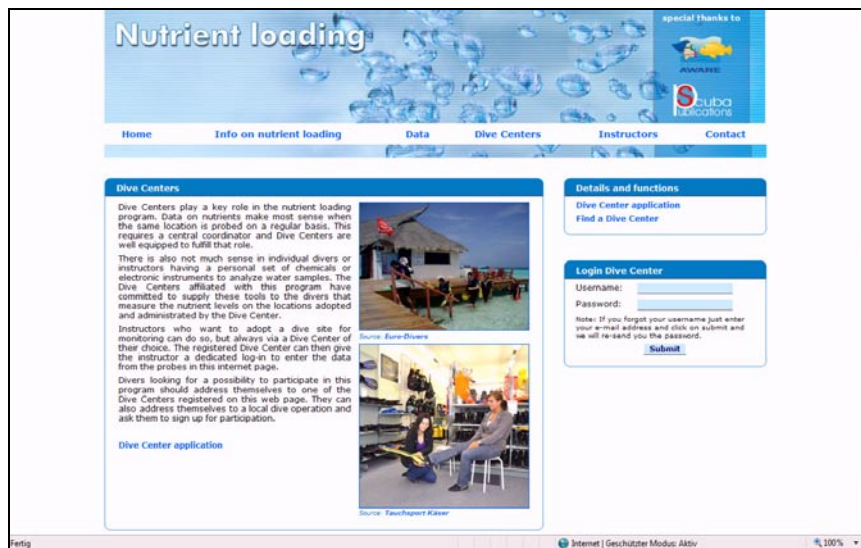 Nutrient loading
special thanks to
AWARE
Scuba
Publications
Home Info on nutrient loading Data Dive Centers Instructors Contact
Dive Centers
Dive Centers play a key role in the nutrient loading
program. Data on nutrients make most sense when
the same location is probed on a regular basis. This
requires a central coordinator and Dive Centers are
well equipped to fulfill that role.
There is also not much sense in individual divers or
instructors having a personal set of chemicals or
electronic instruments to analyze water samples. The
Dive Centers affiliated with this program have
committed to supply these tools to the divers that
measure the nutrient levels on the locations adopted
and administrated by the Dive Center.
Instructors who want to adopt a dive site for
monitoring can do so, but always via a Dive Center of
their choice. The registered Dive Center can then give
the instructor a dedicated log-in to enter the data
from the probes in this internet page.
Divers looking for a possibility to participate in this
program should address themselves to one of the
Dive Centers registered on this web page. They can
also address themselves to a local dive operation and
ask them to sign up for participation.
Dive Center application
Source: Euro-Divers
Source: Tauchsport Käser
Details and functions
Dive Center application
Find a Dive Center
Login Dive Center
Username:
Password:
Note: If you forgot your username just enter
your e-mail address and click on submit and
we will re-send you the password.
Submit
Fertig Internet | Geschützter Modus: Aktiv 100%